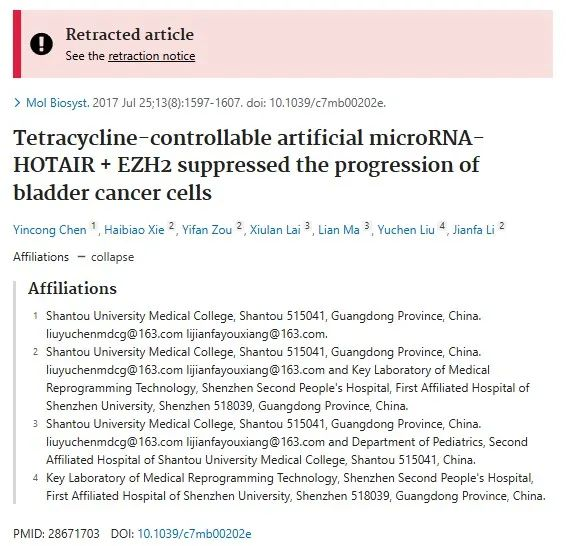 Retracted article
See the retraction notice
> Mol Biosyst. 2017 Jul 25;13(8):1597-1607. doi: 10.1039/c7mb00202e.
Tetracycline-controllable artificial microRNA-
HOTAIR + EZH2 suppressed the progression of
bladder cancer cells
Yincong Chen 1, Haibiao Xie 2, Yifan Zou 2, Xiulan Lai 3, Lian Ma 3, Yuchen Liu 4, Jianfa Li 2
Affiliations – collapse
Affiliations
1 Shantou University Medical College, Shantou 515041, Guangdong Province, China.
liuyuchenmdcg@163.com lijianfayouxiang@163.com.
2 Shantou University Medical College, Shantou 515041, Guangdong Province, China.
liuyuchenmdcg@163.com lijianfayouxiang@163.com and Key Laboratory of Medical
Reprogramming Technology, Shenzhen Second People's Hospital, First Affiliated Hospital of
Shenzhen University, Shenzhen 518039, Guangdong Province, China.
3 Shantou University Medical College, Shantou 515041, Guangdong Province, China.
liuyuchenmdcg@163.com lijianfayouxiang@163.com and Department of Pediatrics, Second
Affiliated Hospital of Shantou University Medical College, Shantou 515041, China.
4 Key Laboratory of Medical Reprogramming Technology, Shenzhen Second People's Hospital,
First Affiliated Hospital of Shenzhen University, Shenzhen 518039, Guangdong Province, China.
PMID: 28671703 DOI: 10.1039/c7mb00202e